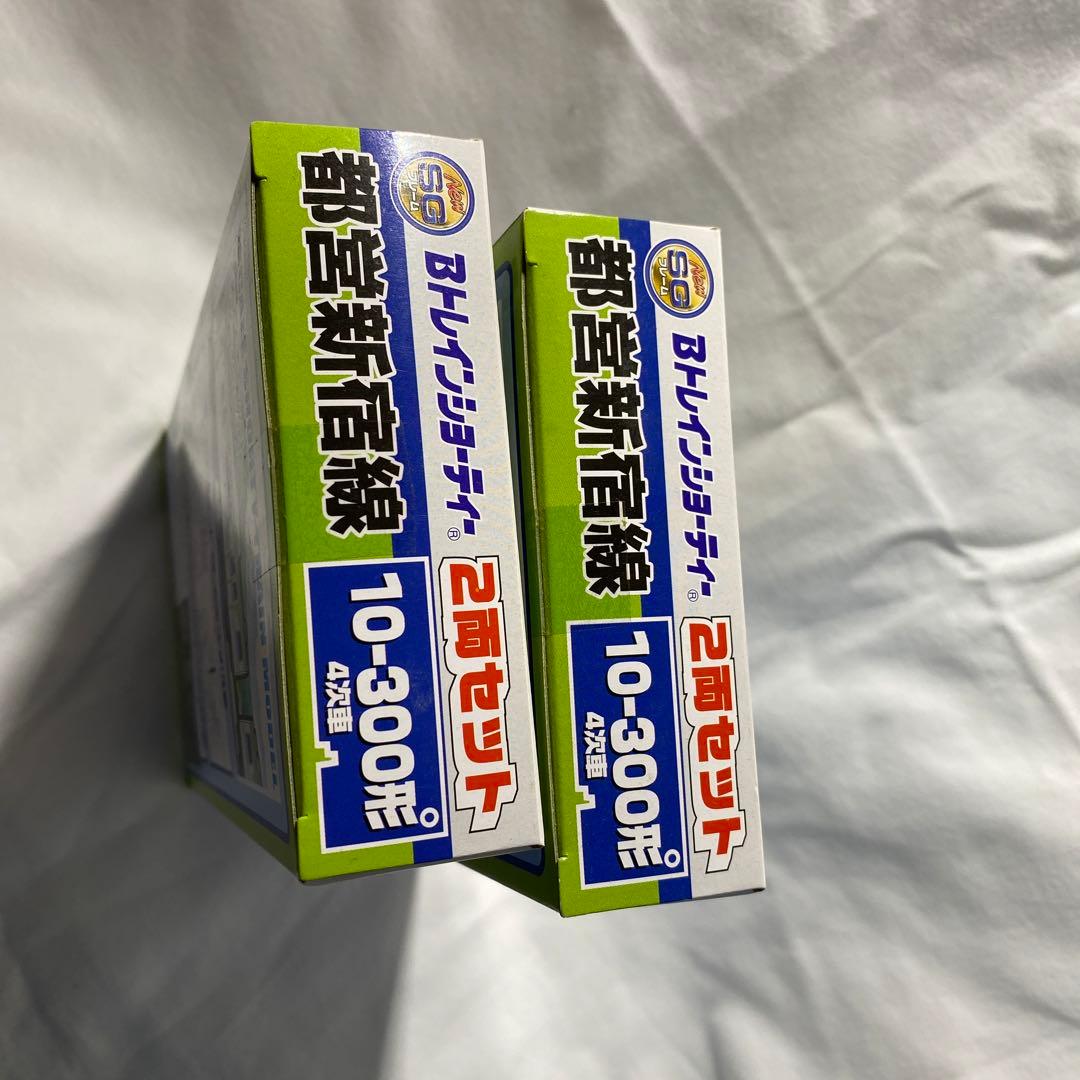 New
SG
フレーム
Bトレインショーティー®
都営新宿線
2両セット
10-300形。
4次車
New
SG
フレーム
Bトレインショーティー®
都営新宿線
2両セット
10-300形。
4次車